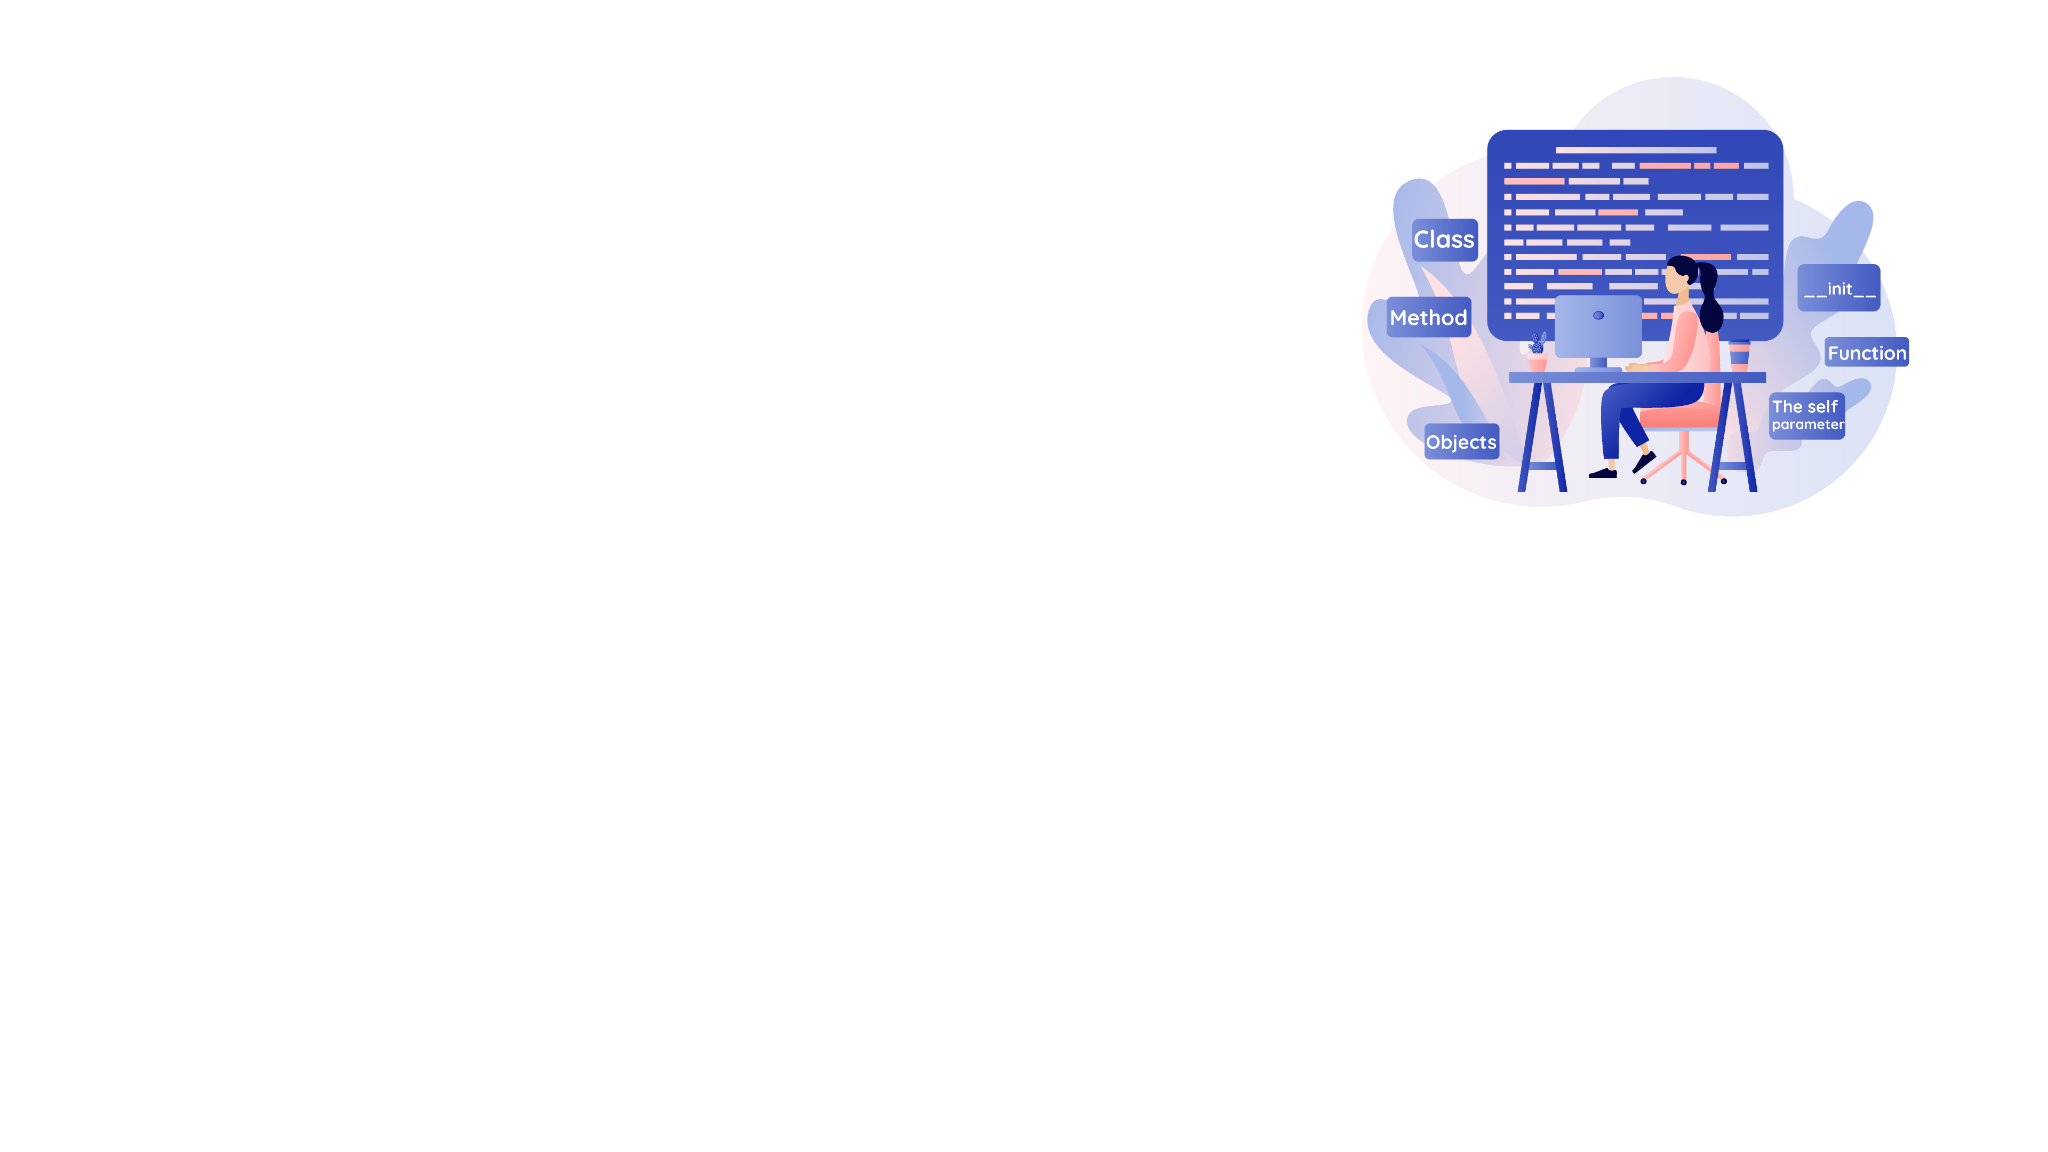 Class
Method
Objects
__init__
Function
The self
parameter